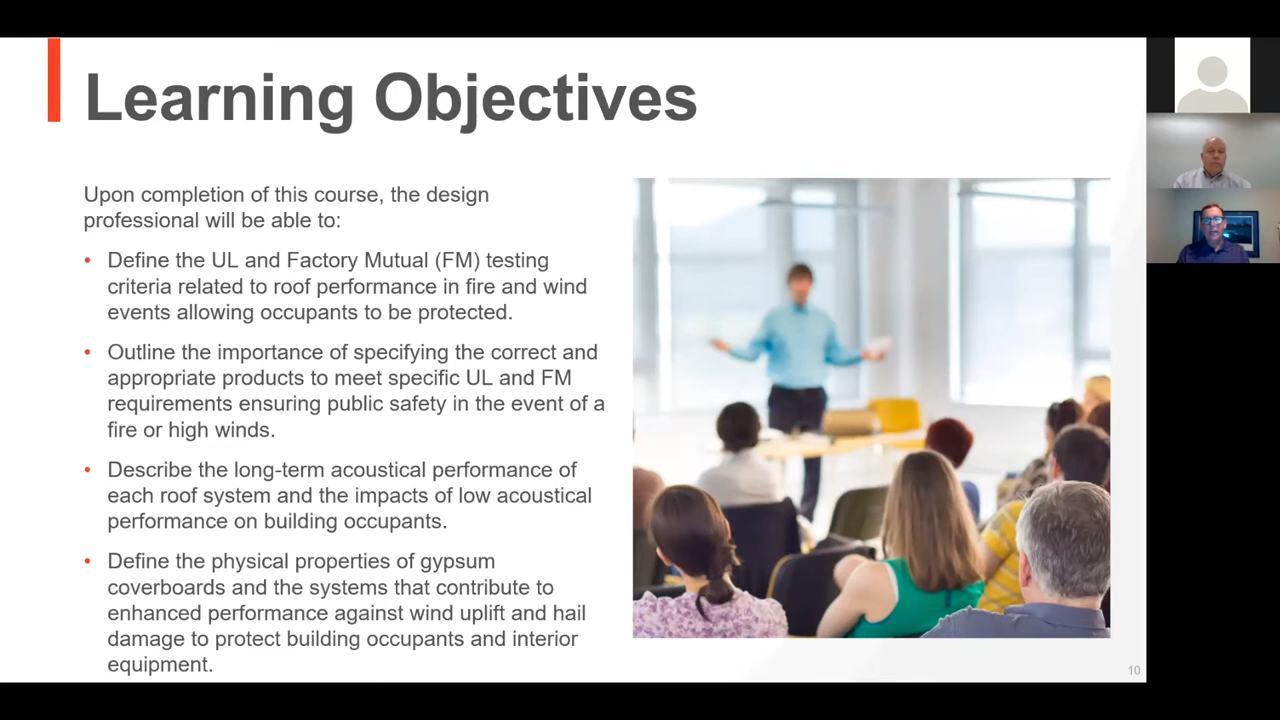 Learning Objectives
Upon completion of this course, the design
professional will be able to:
• Define the UL and Factory Mutual (FM) testing
criteria related to roof performance in fire and wind
events allowing occupants to be protected.
• Outline the importance of specifying the correct and
appropriate products to meet specific UL and FM
requirements ensuring public safety in the event of a
fire or high winds.
• Describe the long-term acoustical performance of
each roof system and the impacts of low acoustical
performance on building occupants.
• Define the physical properties of gypsum
coverboards and the systems that contribute to
enhanced performance against wind uplift and hail
damage to protect building occupants and interior
equipment.
10